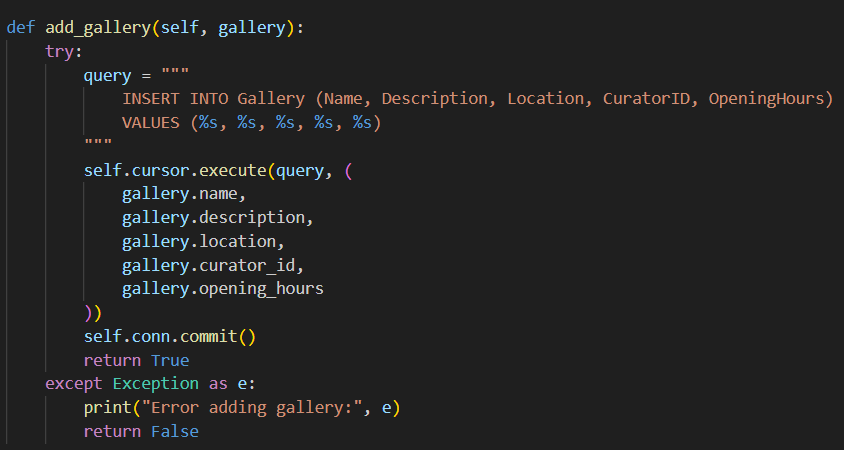 def add_gallery(self, gallery):
    try:
        query = """
            INSERT INTO Gallery (Name, Description, Location, CuratorID, OpeningHours)
            VALUES (%s, %s, %s, %s, %s)
        """
        self.cursor.execute(query, (
            gallery.name,
            gallery.description,
            gallery.location,
            gallery.curator_id,
            gallery.opening_hours
        ))
        self.conn.commit()
        return True
    except Exception as e:
        print("Error adding gallery:", e)
        return False